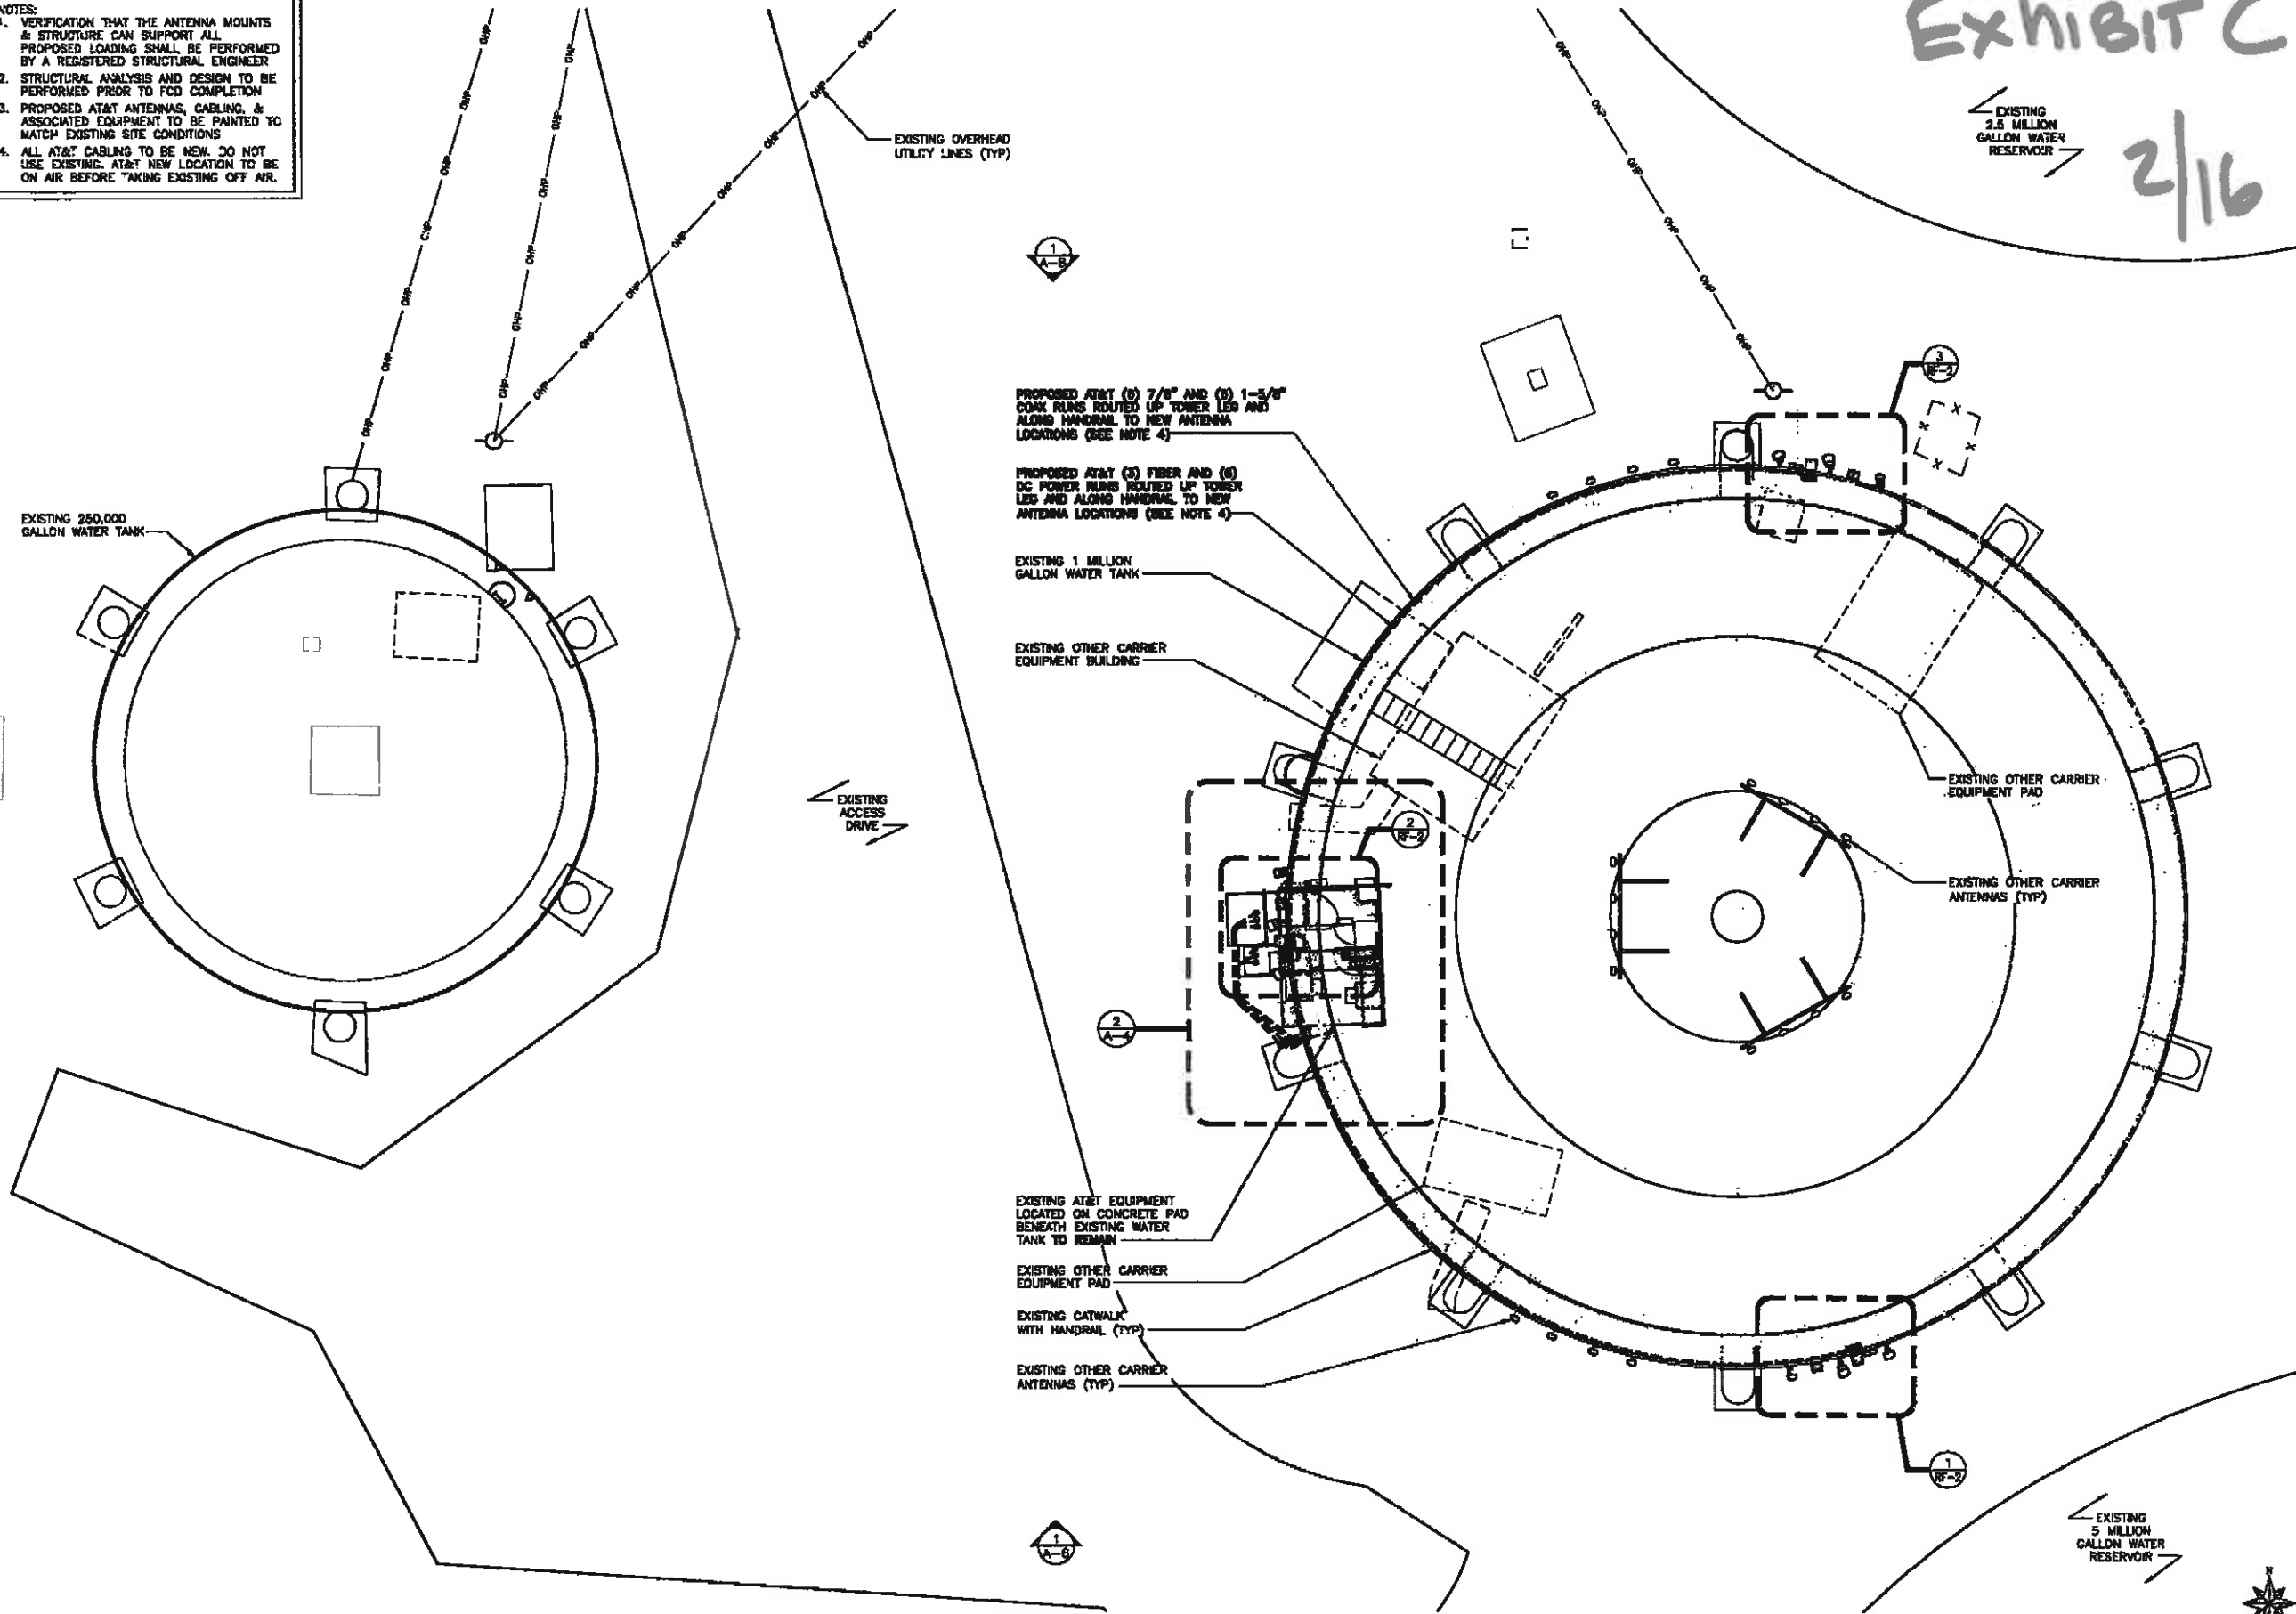 NOTES:
1. VERIFICATION THAT THE ANTENNA MOUNTS
& STRUCTURE CAN SUPPORT ALL
PROPOSED LOADING SHALL BE PERFORMED
BY A REGISTERED STRUCTURAL ENGINEER
2. STRUCTURAL ANALYSIS AND DESIGN TO BE
PERFORMED PRIOR TO FCD COMPLETION
3. PROPOSED AT&T ANTENNAS, CABLING, &
ASSOCIATED EQUIPMENT TO BE PAINTED TO
MATCH EXISTING SITE CONDITIONS
4. ALL AT&T CABLING TO BE NEW. DO NOT
USE EXISTING. AT&T NEW LOCATION TO BE
ON AIR BEFORE TAKING EXISTING OFF AIR.
ExhiBIT C
2/16
EXISTING
2.5 MILLION
GALLON WATER
RESERVOIR
EXISTING OVERHEAD
UTILITY LINES (TYP)
OHP
1
3
RF-2
PROPOSED AT&T (6) 7/8" AND (6) 1-5/8"
COAX RUNS ROUTED UP TOWER LEG AND
ALONG HANDRAIL TO NEW ANTENNA
LOCATIONS (SEE NOTE 4)
PROPOSED AT&T (3) FIBER AND (6)
DC POWER RUNS ROUTED UP TOWER
LEG AND ALONG HANDRAIL TO NEW
ANTENNA LOCATIONS (SEE NOTE 4)
EXISTING 250,000
GALLON WATER TANK
EXISTING 1 MILLION
GALLON WATER TANK
EXISTING OTHER CARRIER
EQUIPMENT BUILDING
EXISTING
ACCESS
DRIVE
EXISTING OTHER CARRIER
EQUIPMENT PAD
2
RF-2
EXISTING OTHER CARRIER
ANTENNAS (TYP)
2
A-4
EXISTING AT&T EQUIPMENT
LOCATED ON CONCRETE PAD
BENEATH EXISTING WATER
TANK TO REMAIN
EXISTING OTHER CARRIER
EQUIPMENT PAD
EXISTING CATWALK
WITH HANDRAIL (TYP)
EXISTING OTHER CARRIER
ANTENNAS (TYP)
1
RF-2
1
A-6
EXISTING
5 MILLION
GALLON WATER
RESERVOIR
N